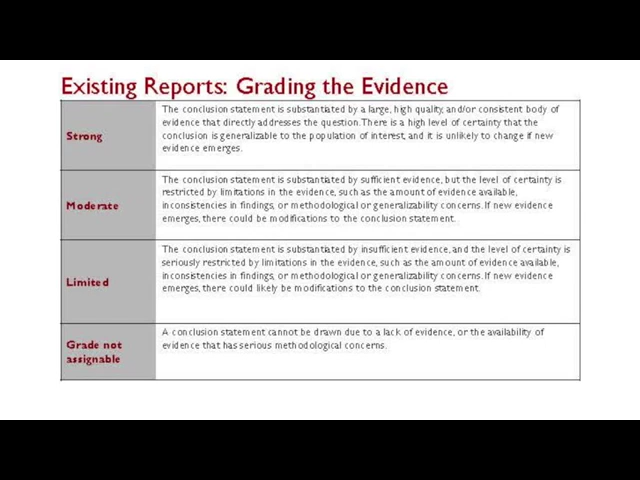 Existing Reports: Grading the Evidence
Strong
The conclusion statement is substantiated by a large, high quality, and/or consistent body of
evidence that directly addresses the question. There is a high level of certainty that the
conclusion is generalizable to the population of interest, and it is unlikely to change if new
evidence emerges.
Moderate
The conclusion statement is substantiated by sufficient evidence, but the level of certainty is
restricted by limitations in the evidence, such as the amount of evidence available,
inconsistencies in findings, or methodological or generalizability concerns. If new evidence
emerges, there could be modifications to the conclusion statement.
Limited
The conclusion statement is substantiated by insufficient evidence, and the level of certainty is
seriously restricted by limitations in the evidence, such as the amount of evidence available,
inconsistencies in findings, or methodological or generalizability concerns. If new evidence
emerges, there could likely be modifications to the conclusion statement.
Grade not
assignable
A conclusion statement cannot be drawn due to a lack of evidence, or the availability of
evidence that has serious methodological concerns.